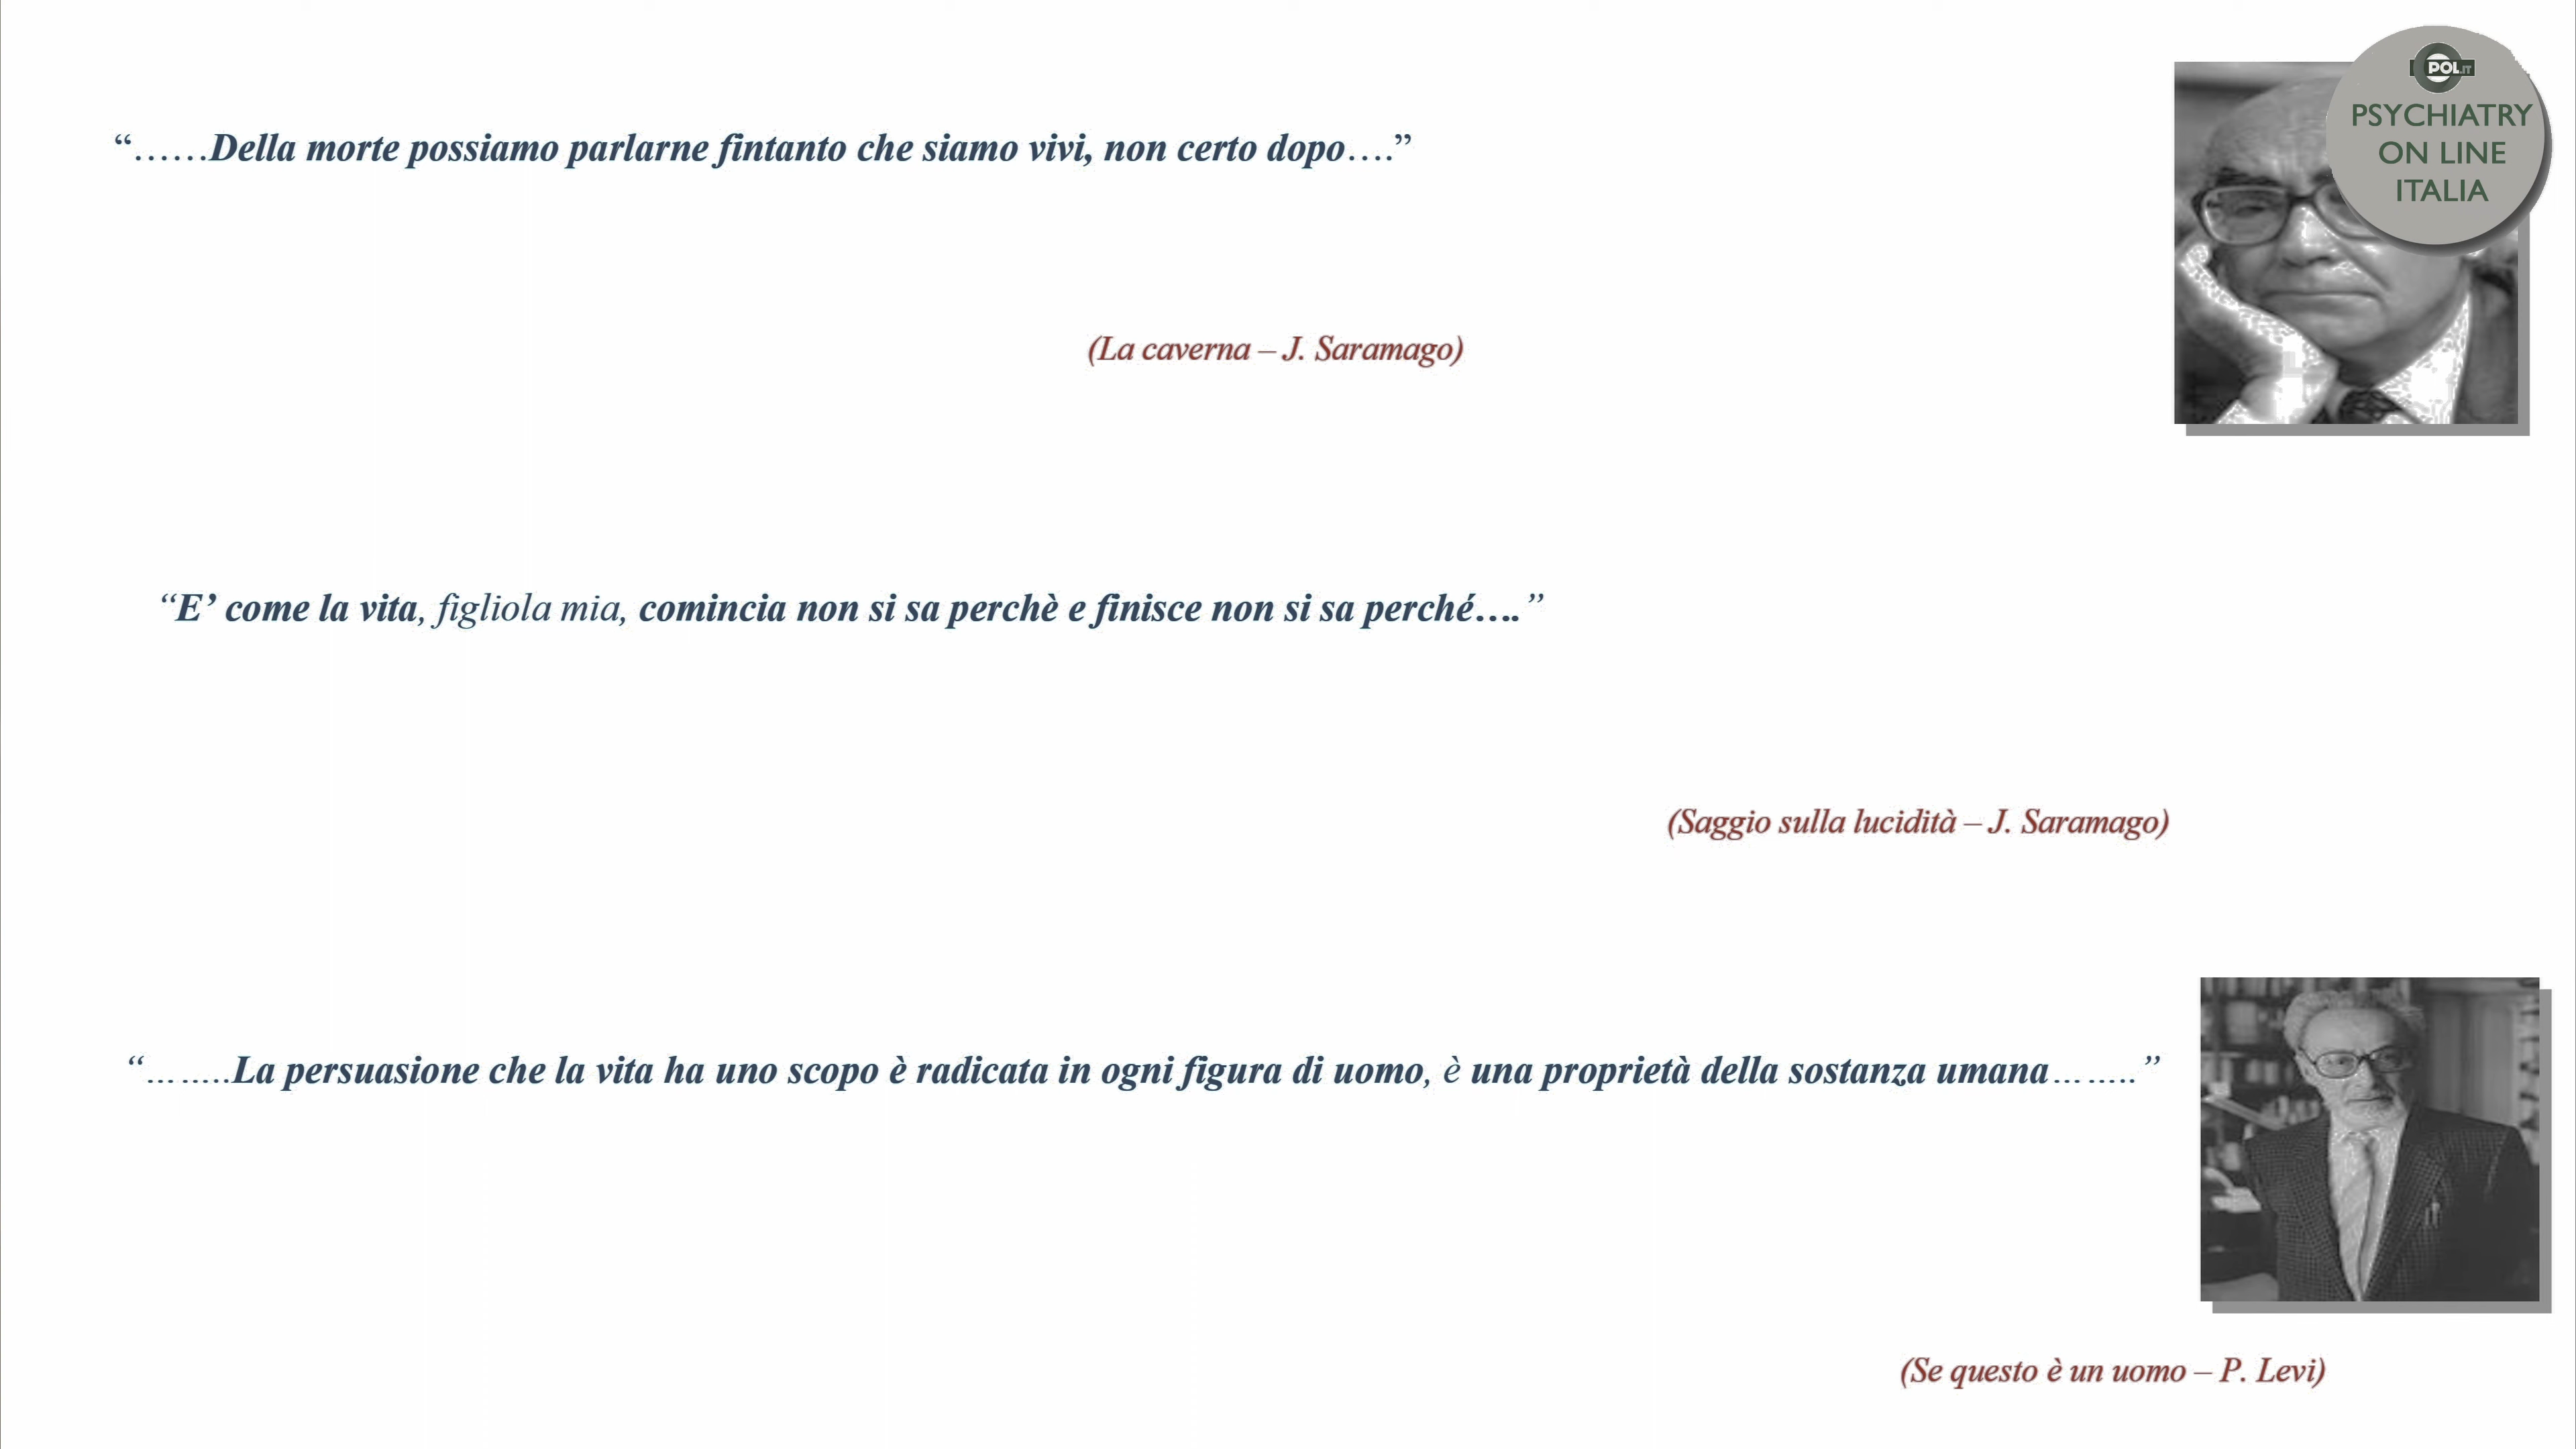 POL.IT
PSYCHIATRY
ON LINE
ITALIA
“……Della morte possiamo parlarne fintanto che siamo vivi, non certo dopo….”
(La caverna – J. Saramago)
“E’ come la vita, figliola mia, comincia non si sa perchè e finisce non si sa perché….”
(Saggio sulla lucidità – J. Saramago)
“……..La persuasione che la vita ha uno scopo è radicata in ogni figura di uomo, è una proprietà della sostanza umana……..”
(Se questo è un uomo – P. Levi)